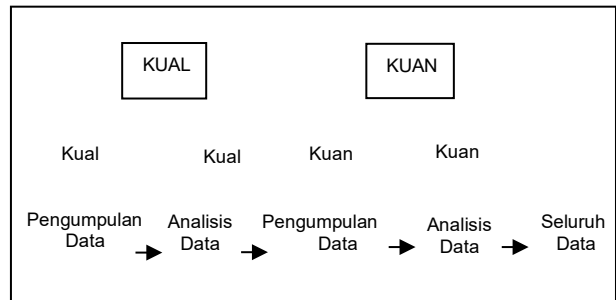 KUAL KUAN
Kual Kual Kuan Kuan
Pengumpulan Analisis Pengumpulan Analisis Seluruh
Data Data Data Data Data